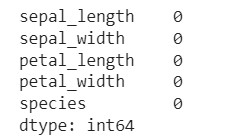 sepal_length    0
sepal_width     0
petal_length    0
petal_width     0
species         0
dtype: int64